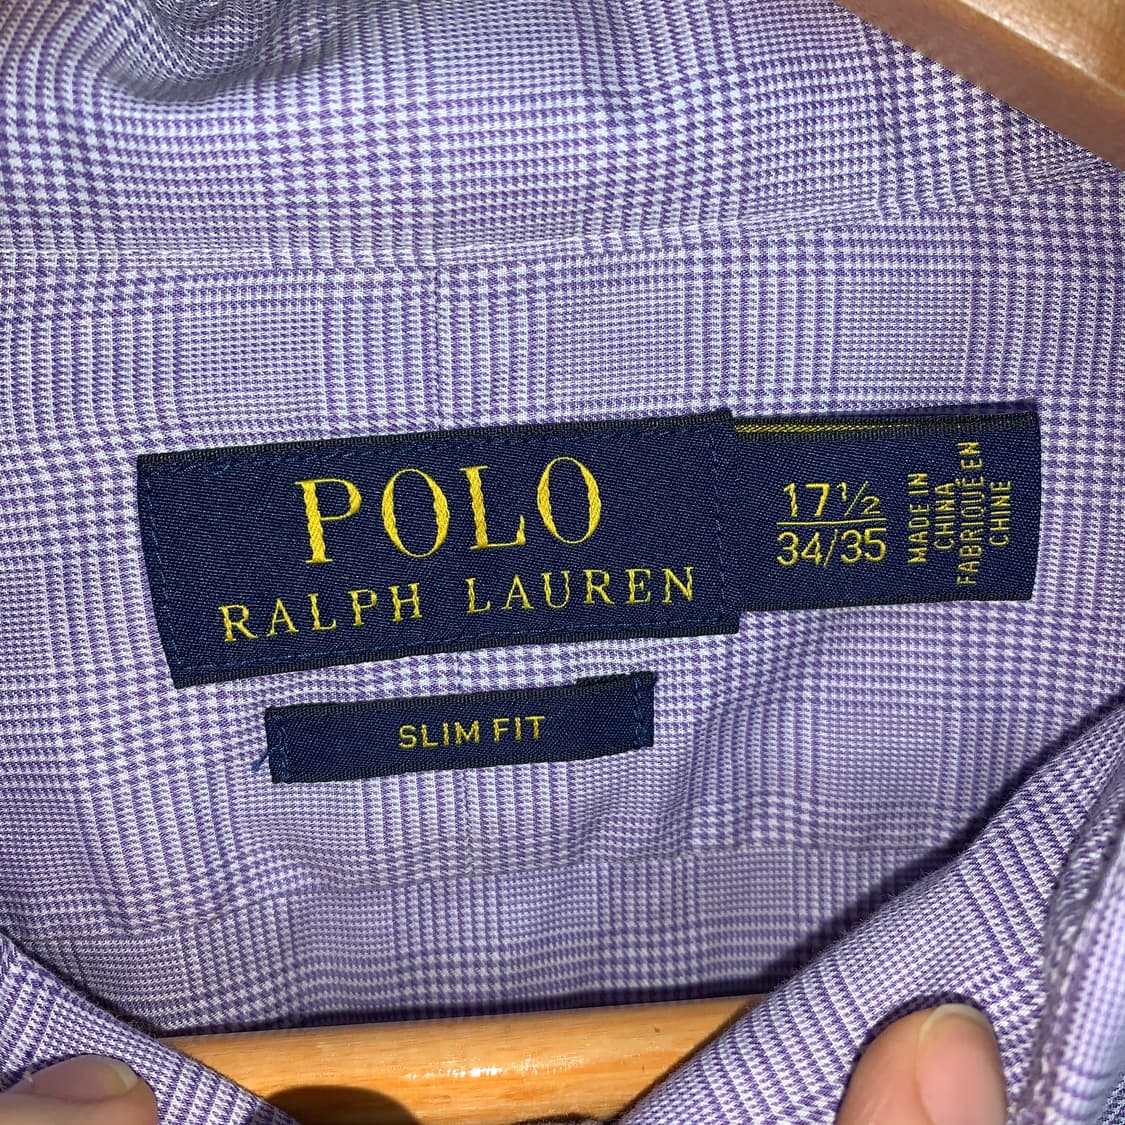 POLO
RALPH LAUREN
17½
34/35
MADE IN
CHINA
FABRIQUÉ EN
CHINE
SLIM FIT